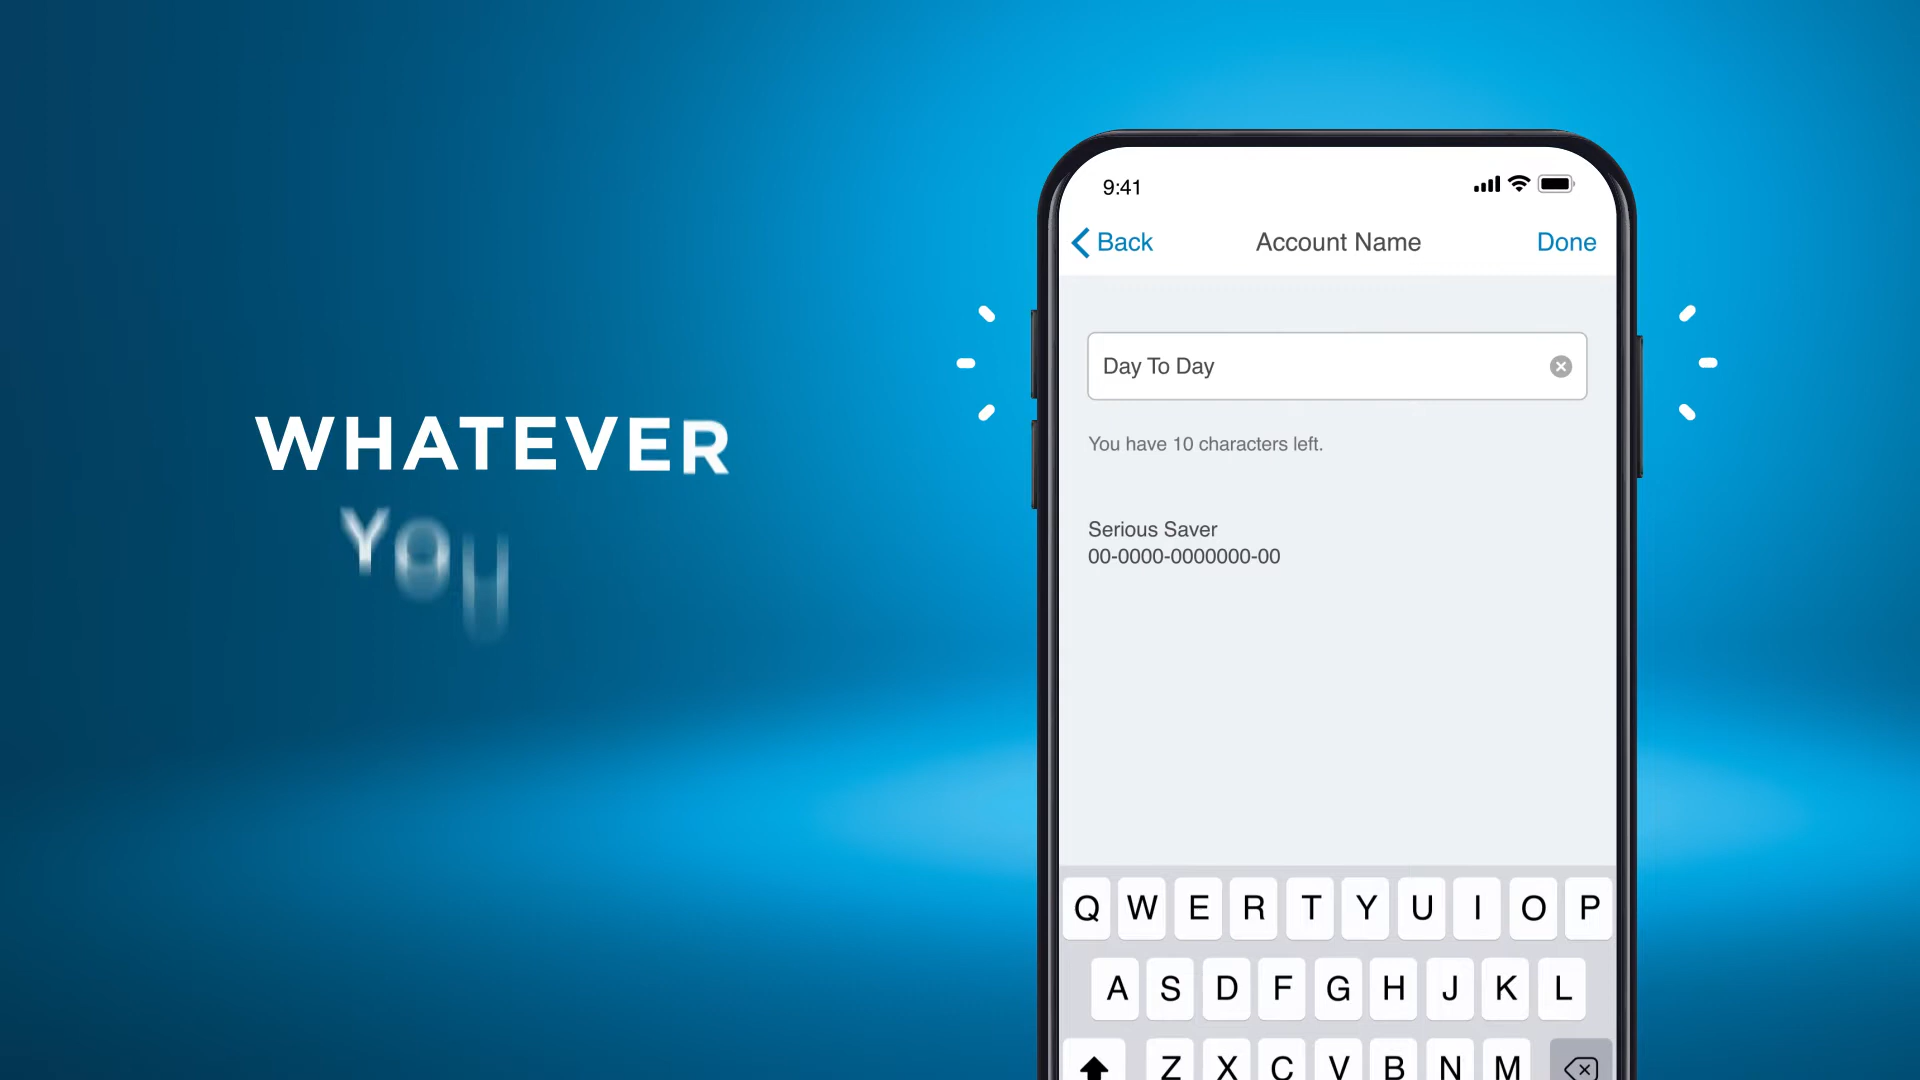 WHATEVER
YOU
9:41
Back Account Name Done
Day To Day
You have 10 characters left.
Serious Saver
00-0000-0000000-00
Q W E R T Y U I O P
A S D F G H J K L
Z X C V B N M